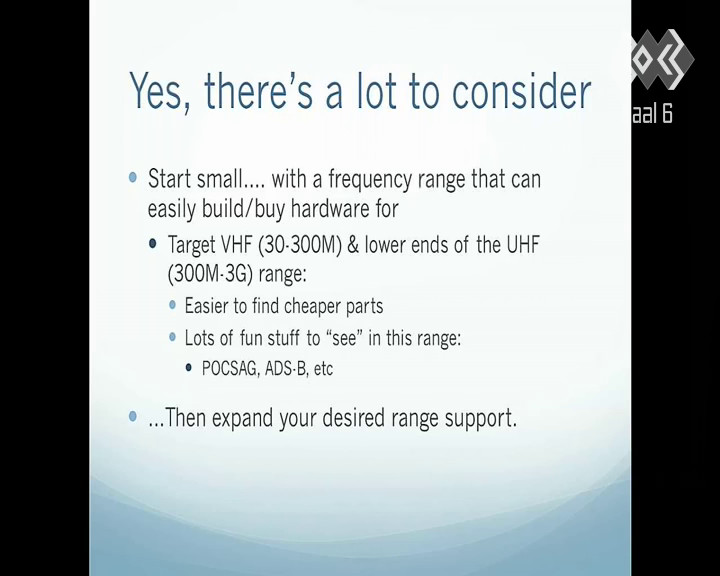 Yes, there's a lot to consider
Start small.... with a frequency range that can
easily build/buy hardware for
Target VHF (30-300M) & lower ends of the UHF
(300M-3G) range:
Easier to find cheaper parts
Lots of fun stuff to “see” in this range:
POCSAG, ADS-B, etc
...Then expand your desired range support.
aal 6